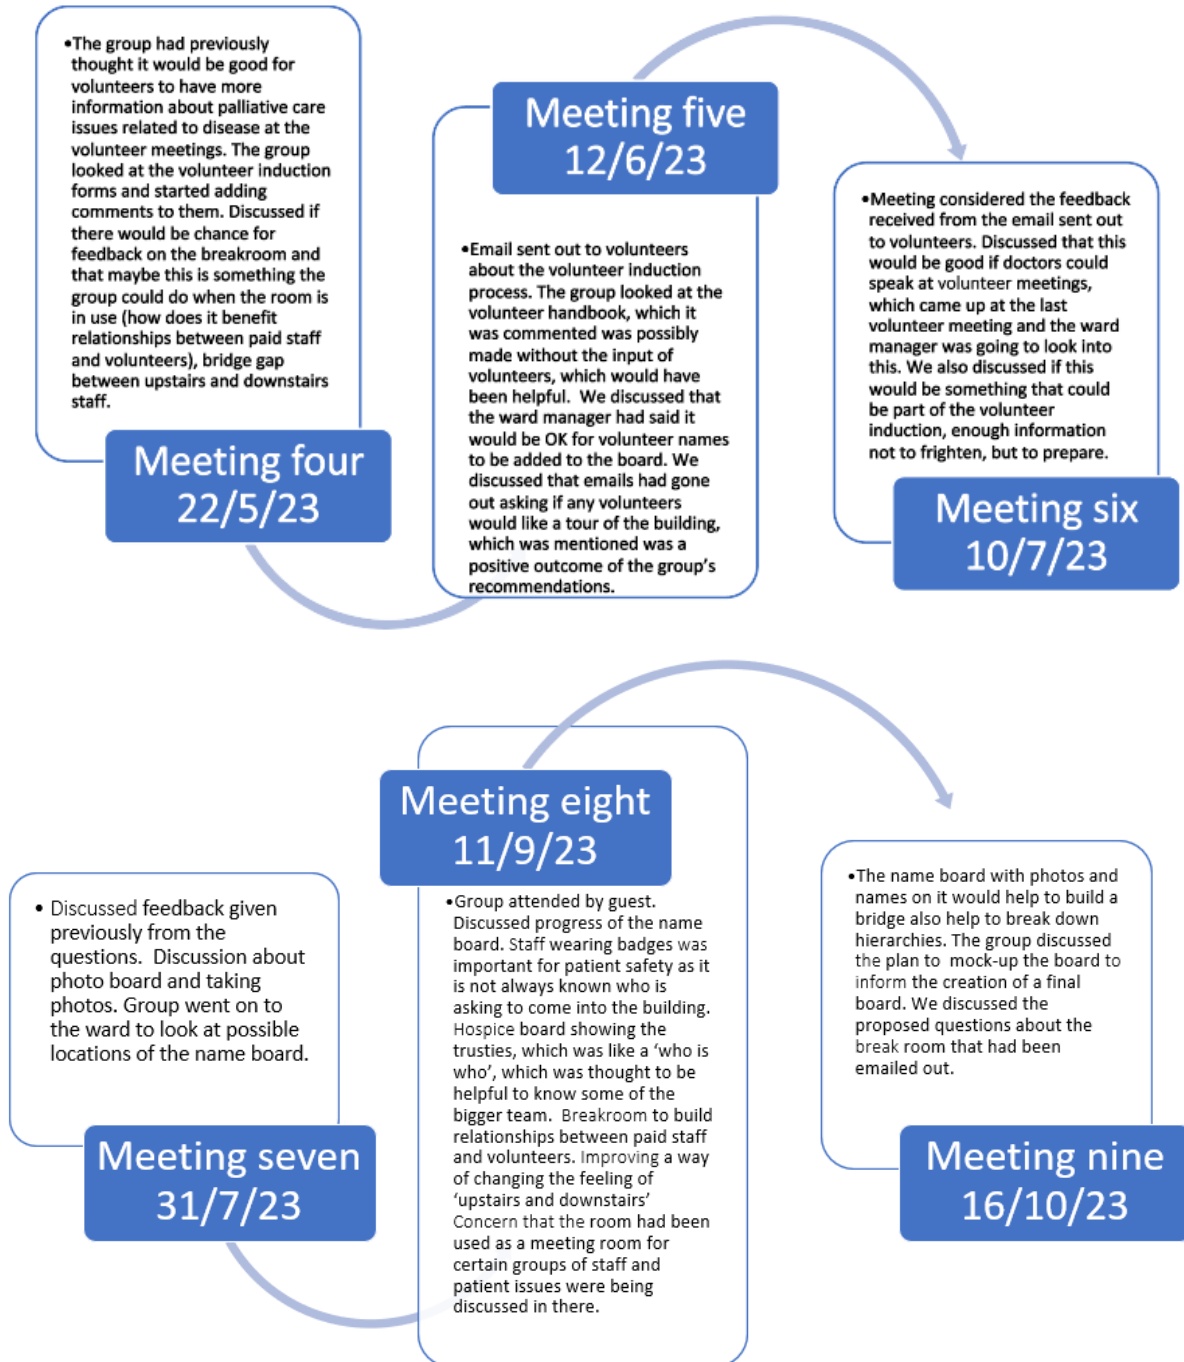 •The group had previously
thought it would be good for
volunteers to have more
information about palliative care
issues related to disease at the
volunteer meetings. The group
looked at the volunteer induction
forms and started adding
comments to them. Discussed if
there would be chance for
feedback on the breakroom and
that maybe this is something the
group could do when the room is
in use (how does it benefit
relationships between paid staff
and volunteers), bridge gap
between upstairs and downstairs
staff.
Meeting four
22/5/23
Meeting five
12/6/23
•Email sent out to volunteers
about the volunteer induction
process. The group looked at the
volunteer handbook, which it
was commented was possibly
made without the input of
volunteers, which would have
been helpful. We discussed that
the ward manager had said it
would be OK for volunteer names
to be added to the board. We
discussed that emails had gone
out asking if any volunteers
would like a tour of the building,
which was mentioned was a
positive outcome of the group's
recommendations.
•Meeting considered the feedback
received from the email sent out
to volunteers. Discussed that this
would be good if doctors could
speak at volunteer meetings,
which came up at the last
volunteer meeting and the ward
manager was going to look into
this. We also discussed if this
would be something that could
be part of the volunteer
induction, enough information
not to frighten, but to prepare.
Meeting six
10/7/23
• Discussed feedback given
previously from the
questions. Discussion about
photo board and taking
photos. Group went on to
the ward to look at possible
locations of the name board.
Meeting seven
31/7/23
Meeting eight
11/9/23
•Group attended by guest.
Discussed progress of the name
board. Staff wearing badges was
important for patient safety as it
is not always known who is
asking to come into the building.
Hospice board showing the
trusties, which was like a 'who is
who', which was thought to be
helpful to know some of the
bigger team. Breakroom to build
relationships between paid staff
and volunteers. Improving a way
of changing the feeling of
'upstairs and downstairs'
Concern that the room had been
used as a meeting room for
certain groups of staff and
patient issues were being
discussed in there.
•The name board with photos and
names on it would help to build a
bridge also help to break down
hierarchies. The group discussed
the plan to mock-up the board to
inform the creation of a final
board. We discussed the
proposed questions about the
break room that had been
emailed out.
Meeting nine
16/10/23